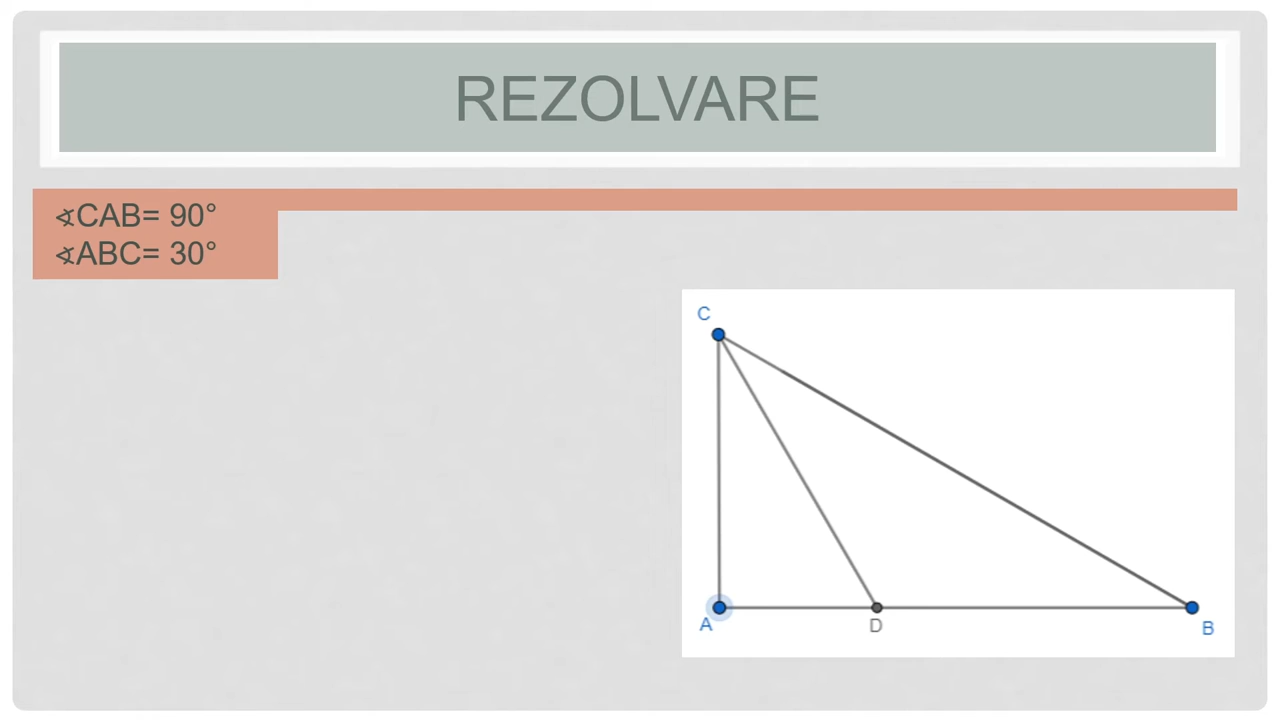 REZOLVARE
∢CAB= 90°
∢ABC= 30°
C
A
D
B